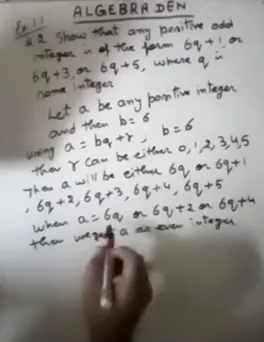 Ex 1.1 ALGEBRA DEN
Q.2 Show that any positive odd
integer is of the form 6q+1, or
6q+3, or 6q+5, where q is
some integer
Let a be any positive integer
and then b=6
using a = bq+r, b=6
then r can be either 0,1,2,3,4,5
Then a will be either 6q or 6q+1
, 6q+2, 6q+3, 6q+4, 6q+5
When a=6q or 6q+2 or 6q+4
then we a as even integer